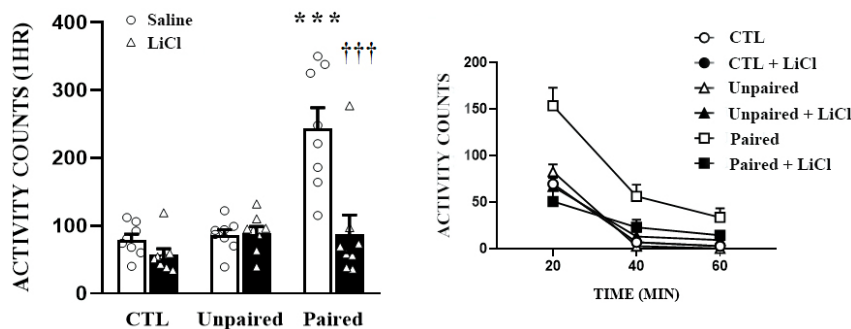 ACTIVITY COUNTS (1HR)
400
300
200
100
0
Saline
LiCl
***
†††
CTL
Unpaired
Paired
ACTIVITY COUNTS
200
150
100
50
0
20
40
60
TIME (MIN)
CTL
CTL + LiCl
Unpaired
Unpaired + LiCl
Paired
Paired + LiCl